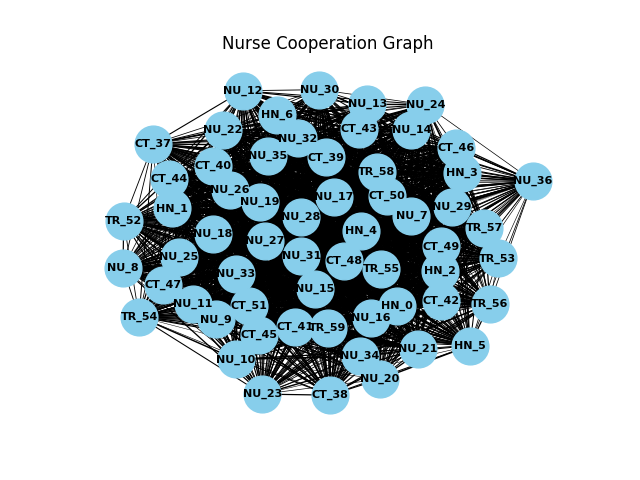 Nurse Cooperation Graph
NU_12
NU_30
NU_13
NU_24
HN_6
NU_22
NU_32
CT_43
NU_14
CT_37
CT_46
NU_35
CT_39
CT_40
TR_58
HN_3
CT_44
NU_36
NU_26
CT_50
NU_17
NU_19
HN_1
NU_29
NU_28
NU_7
TR_52
TR_57
HN_4
NU_18
NU_27
CT_49
NU_25
NU_31
TR_53
CT_48
NU_8
TR_55
HN_2
NU_33
CT_47
NU_15
CT_42
NU_11
TR_56
CT_51
HN_0
TR_54
NU_16
NU_9
CT_41
TR_59
CT_45
HN_5
NU_21
NU_34
NU_10
NU_20
NU_23
CT_38